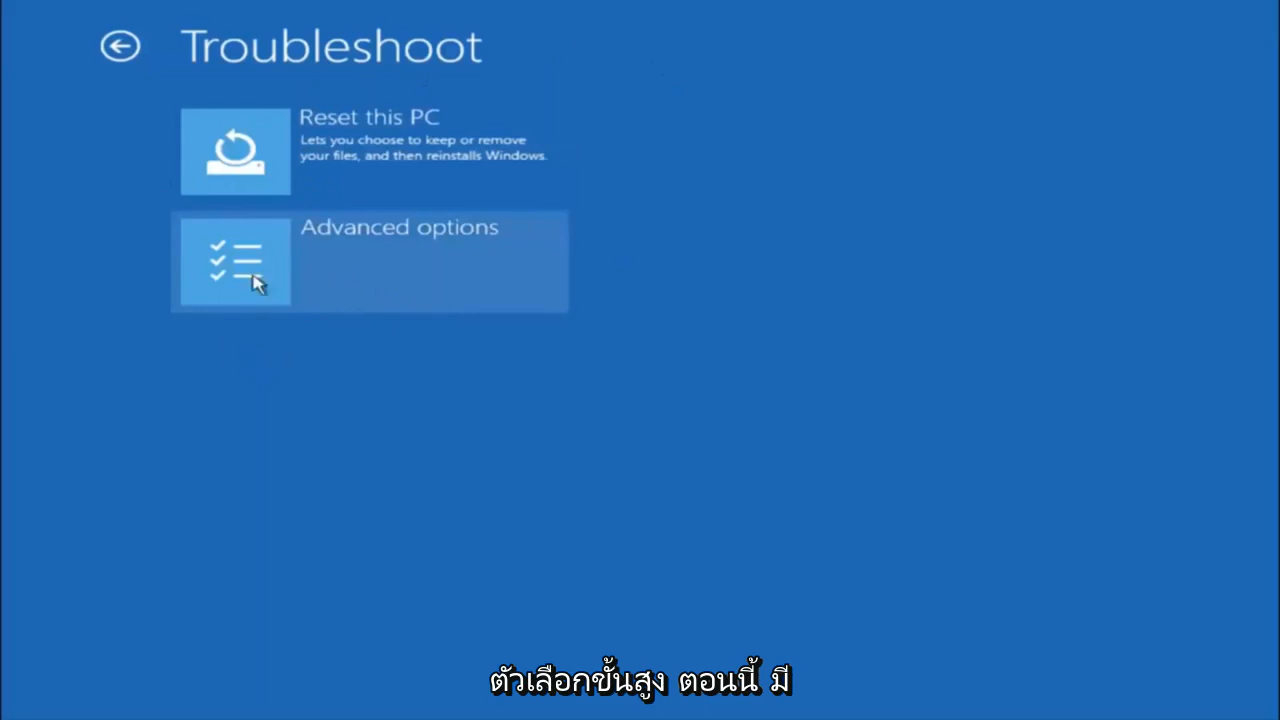 Troubleshoot
Reset this PC
Lets you choose to keep or remove
your files, and then reinstalls Windows.
Advanced options
ตัวเลือกขั้นสูง ตอนนี้ มี